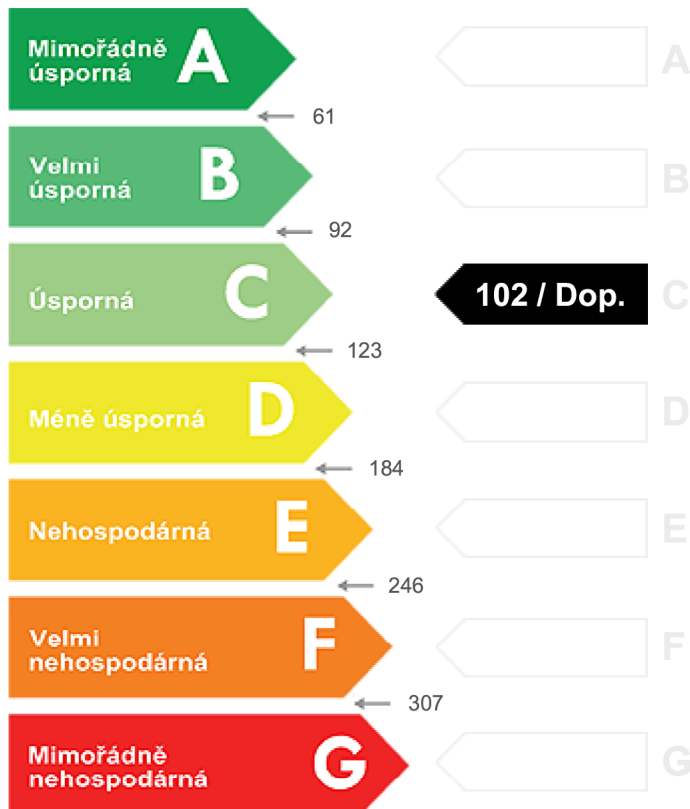 Mimořádně
úsporná
A
A
61
Velmi
úsporná
B
B
92
Úsporná
C
102 / Dop.
C
123
Méně úsporná
D
D
184
Nehospodárná
E
E
246
Velmi
nehospodárná
F
F
307
Mimořádně
nehospodárná
G
G